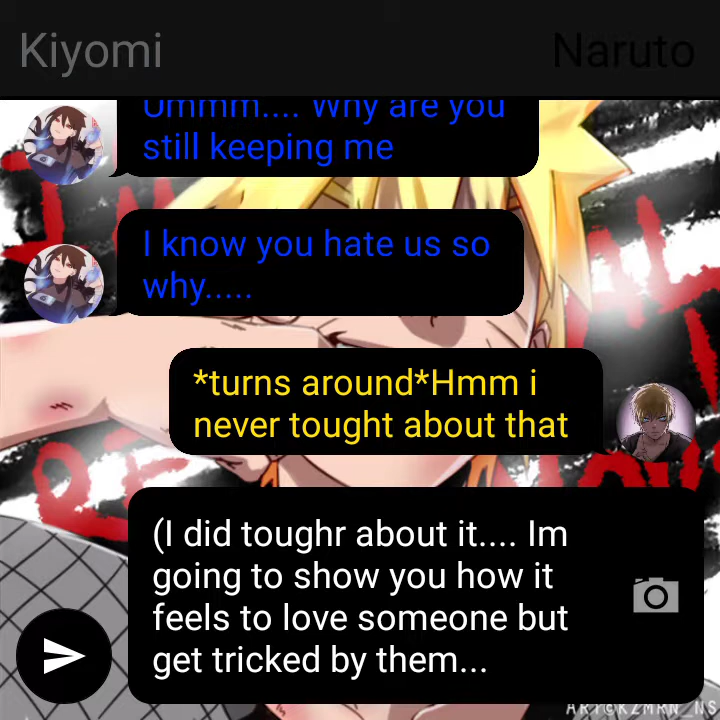 Kiyomi
Naruto
Ummm.... Why are you
still keeping me
I know you hate us so
why.....
*turns around*Hmm i
never tought about that
(I did toughr about it.... Im
going to show you how it
feels to love someone but
get tricked by them...